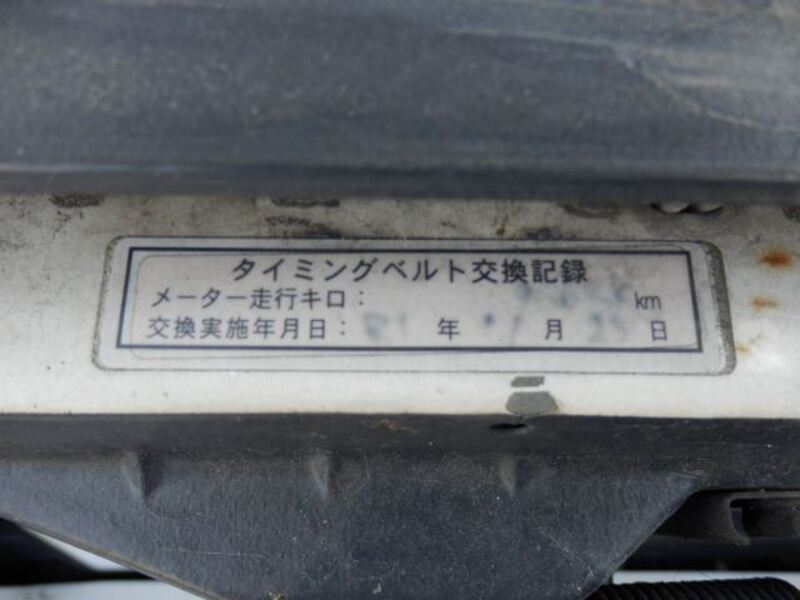 タイミングベルト交換記録
メーター走行キロ： km
交換実施年月日： 年 月 日